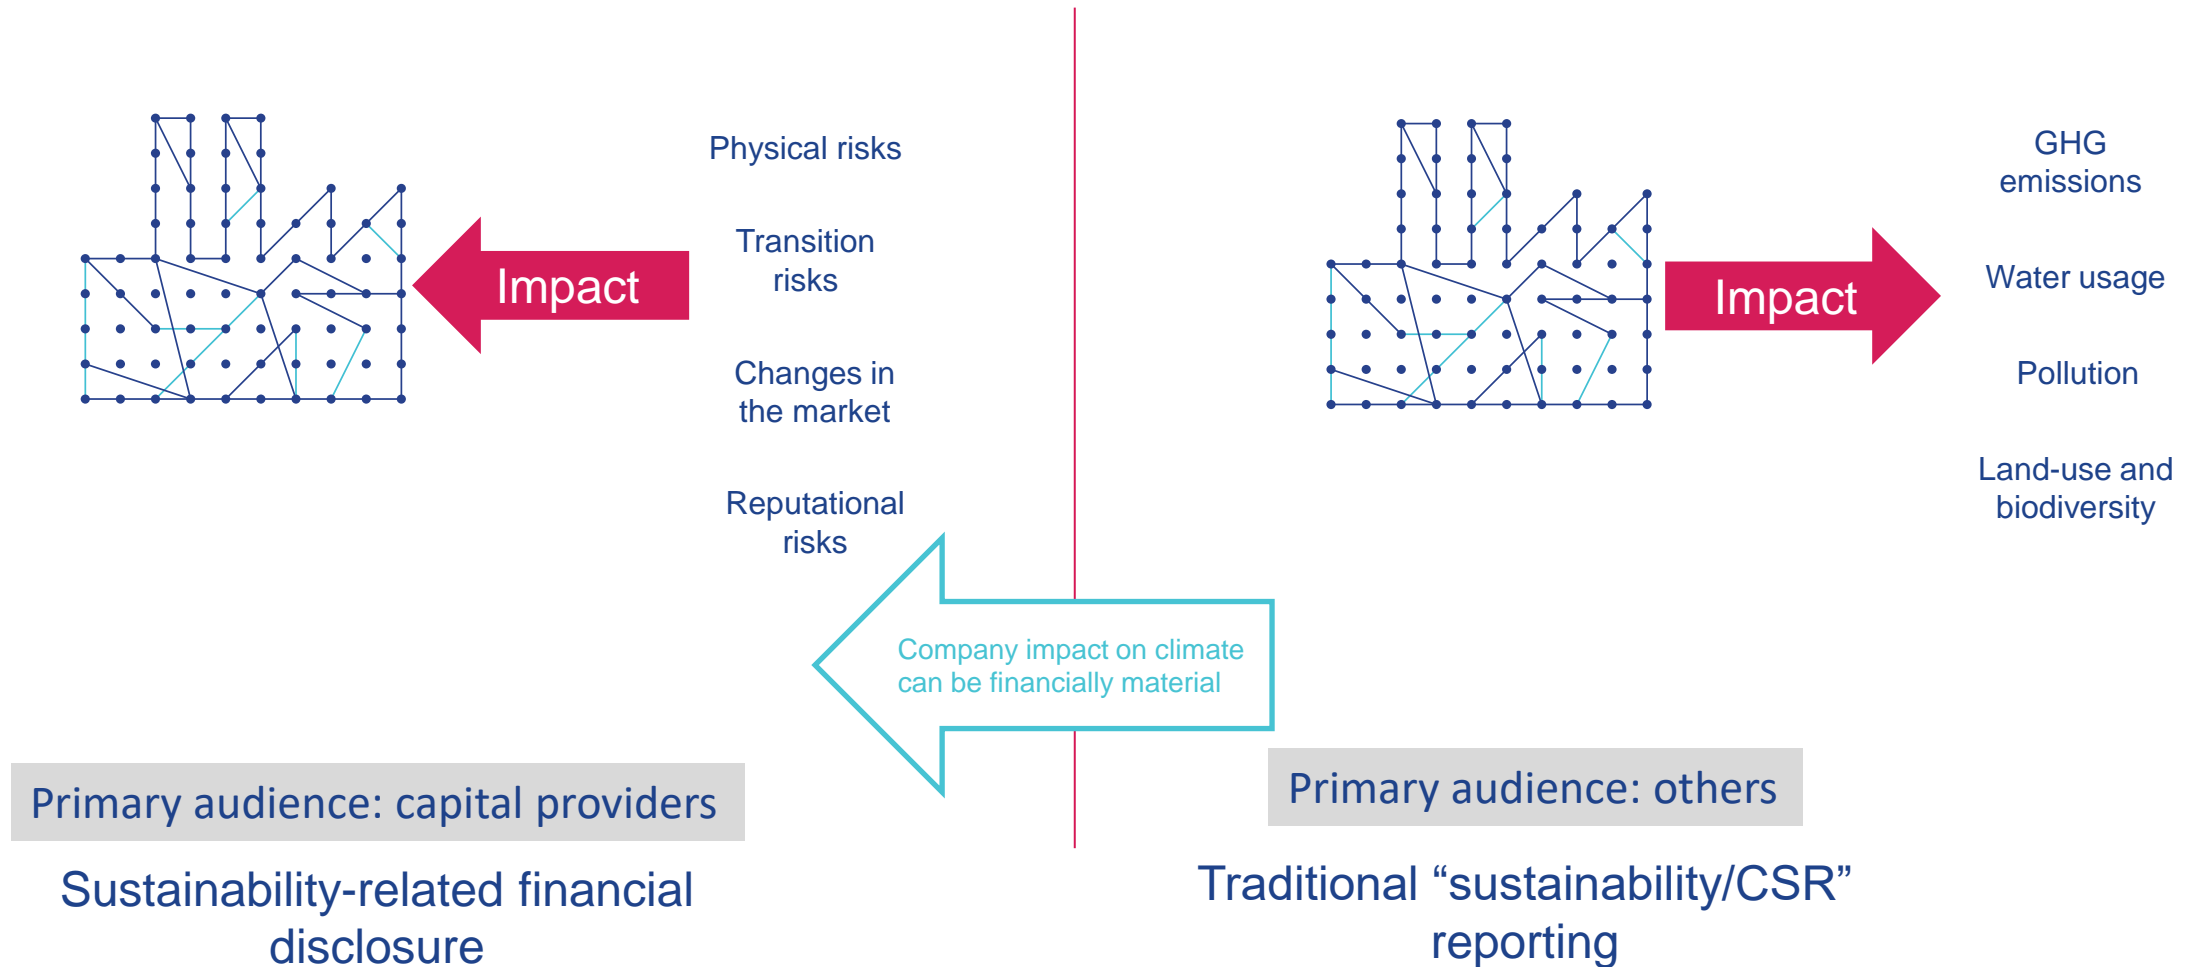 Impact
Physical risks
Transition
risks
Changes in
the market
Reputational
risks
Impact
GHG
emissions
Water usage
Pollution
Land-use and
biodiversity
Company impact on climate
can be financially material
Primary audience: capital providers
Sustainability-related financial
disclosure
Primary audience: others
Traditional “sustainability/CSR”
reporting